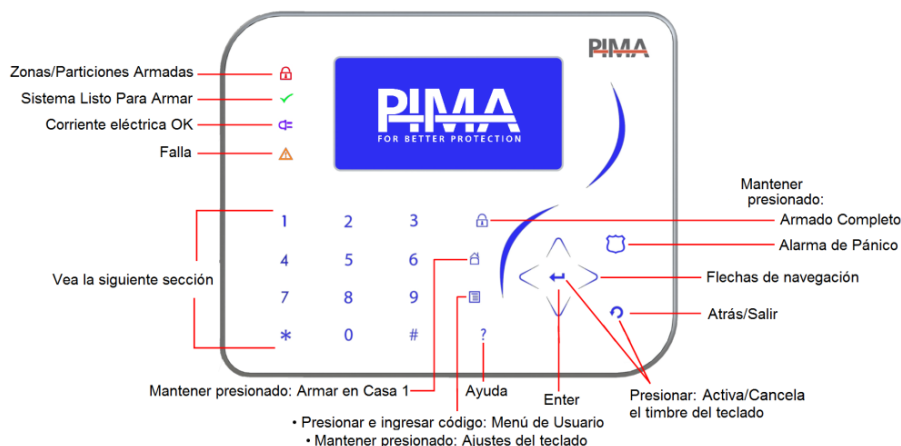 PIMA
Zonas/Particiones Armadas
Sistema Listo Para Armar
Corriente eléctrica OK
Falla
PIMA
FOR BETTER PROTECTION
Mantener
presionado:
1 2 3
Armado Completo
Alarma de Pánico
4 5 6
Vea la siguiente sección
Flechas de navegación
7 8 9
Atrás/Salir
* 0 # ?
Mantener presionado: Armar en Casa 1
Ayuda
Enter
Presionar: Activa/Cancela
el timbre del teclado
• Presionar e ingresar código: Menú de Usuario
• Mantener presionado: Ajustes del teclado